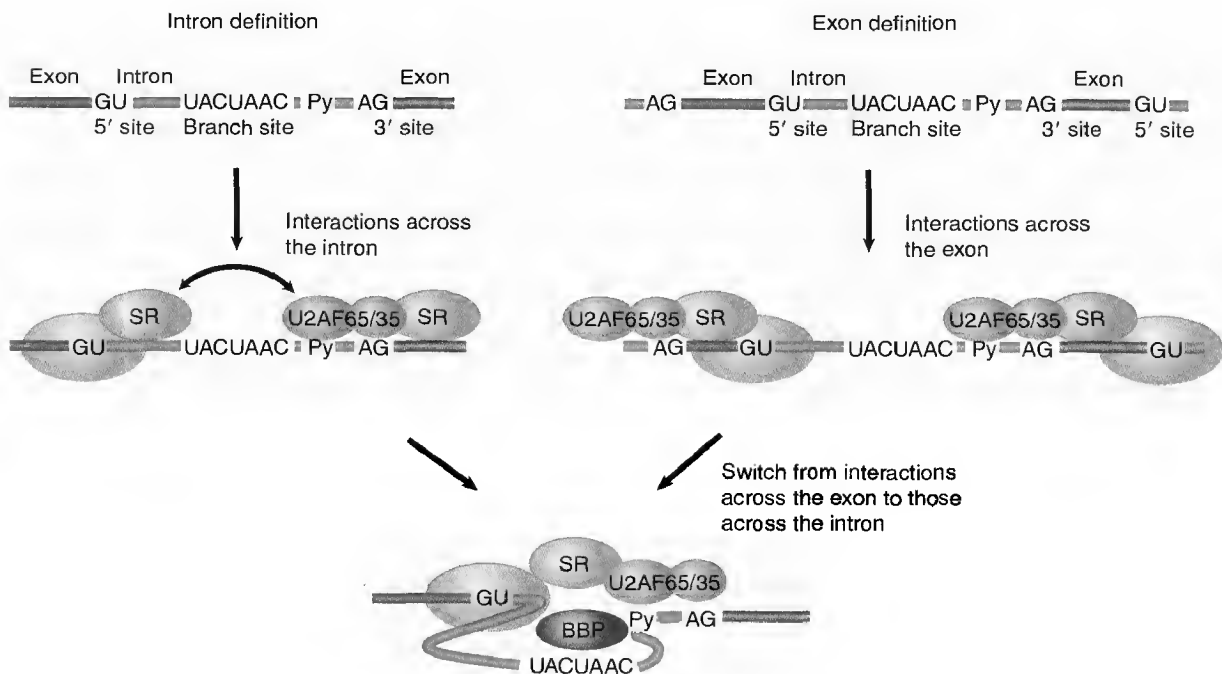 Intron definition
Exon Intron Exon
GU UACUAAC Py AG
5′ site Branch site 3′ site
Interactions across
the intron
SR U2AF65/35 SR
GU UACUAAC Py AG
Exon definition
Exon Intron Exon
AG GU UACUAAC Py AG GU
5′ site Branch site 3′ site 5′ site
Interactions across
the exon
U2AF65/35 SR U2AF65/35 SR
AG GU UACUAAC Py AG GU
Switch from interactions
across the exon to those
across the intron
SR
U2AF65/35
GU
BBP Py AG
UACUAAC